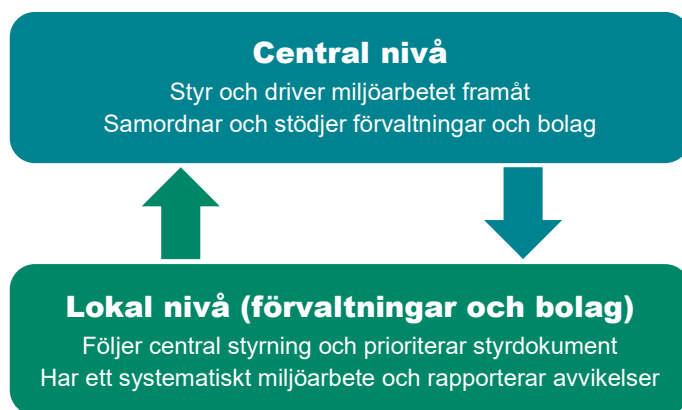 Central nivå
Styr och driver miljöarbetet framåt
Samordnar och stödjer förvaltningar och bolag
Lokal nivå (förvaltningar och bolag)
Följer central styrning och prioriterar styrdokument
Har ett systematiskt miljöarbete och rapporterar avvikelser